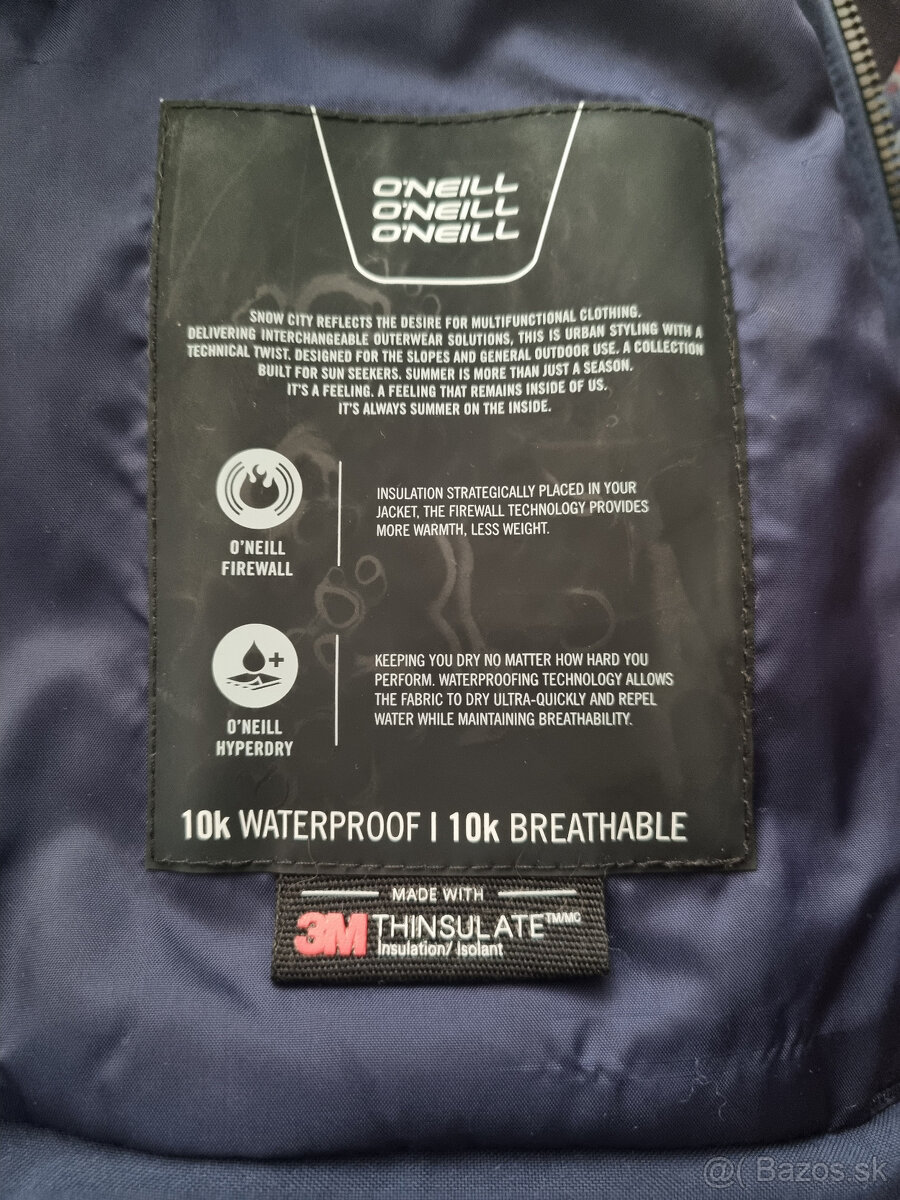 O'NEILL
O'NEILL
O'NEILL
SNOW CITY REFLECTS THE DESIRE FOR MULTIFUNCTIONAL CLOTHING.
DELIVERING INTERCHANGEABLE OUTERWEAR SOLUTIONS, THIS IS URBAN STYLING WITH A
TECHNICAL TWIST. DESIGNED FOR THE SLOPES AND GENERAL OUTDOOR USE. A COLLECTION
BUILT FOR SUN SEEKERS. SUMMER IS MORE THAN JUST A SEASON.
IT'S A FEELING. A FEELING THAT REMAINS INSIDE OF US.
IT'S ALWAYS SUMMER ON THE INSIDE.
O'NEILL
FIREWALL
INSULATION STRATEGICALLY PLACED IN YOUR
JACKET, THE FIREWALL TECHNOLOGY PROVIDES
MORE WARMTH, LESS WEIGHT.
O'NEILL
HYPERDRY
KEEPING YOU DRY NO MATTER HOW HARD YOU
PERFORM. WATERPROOFING TECHNOLOGY ALLOWS
THE FABRIC TO DRY ULTRA-QUICKLY AND REPEL
WATER WHILE MAINTAINING BREATHABILITY.
10k WATERPROOF | 10k BREATHABLE
MADE WITH
3M THINSULATE™/MC
Insulation/ Isolant
@( Bazos.sk